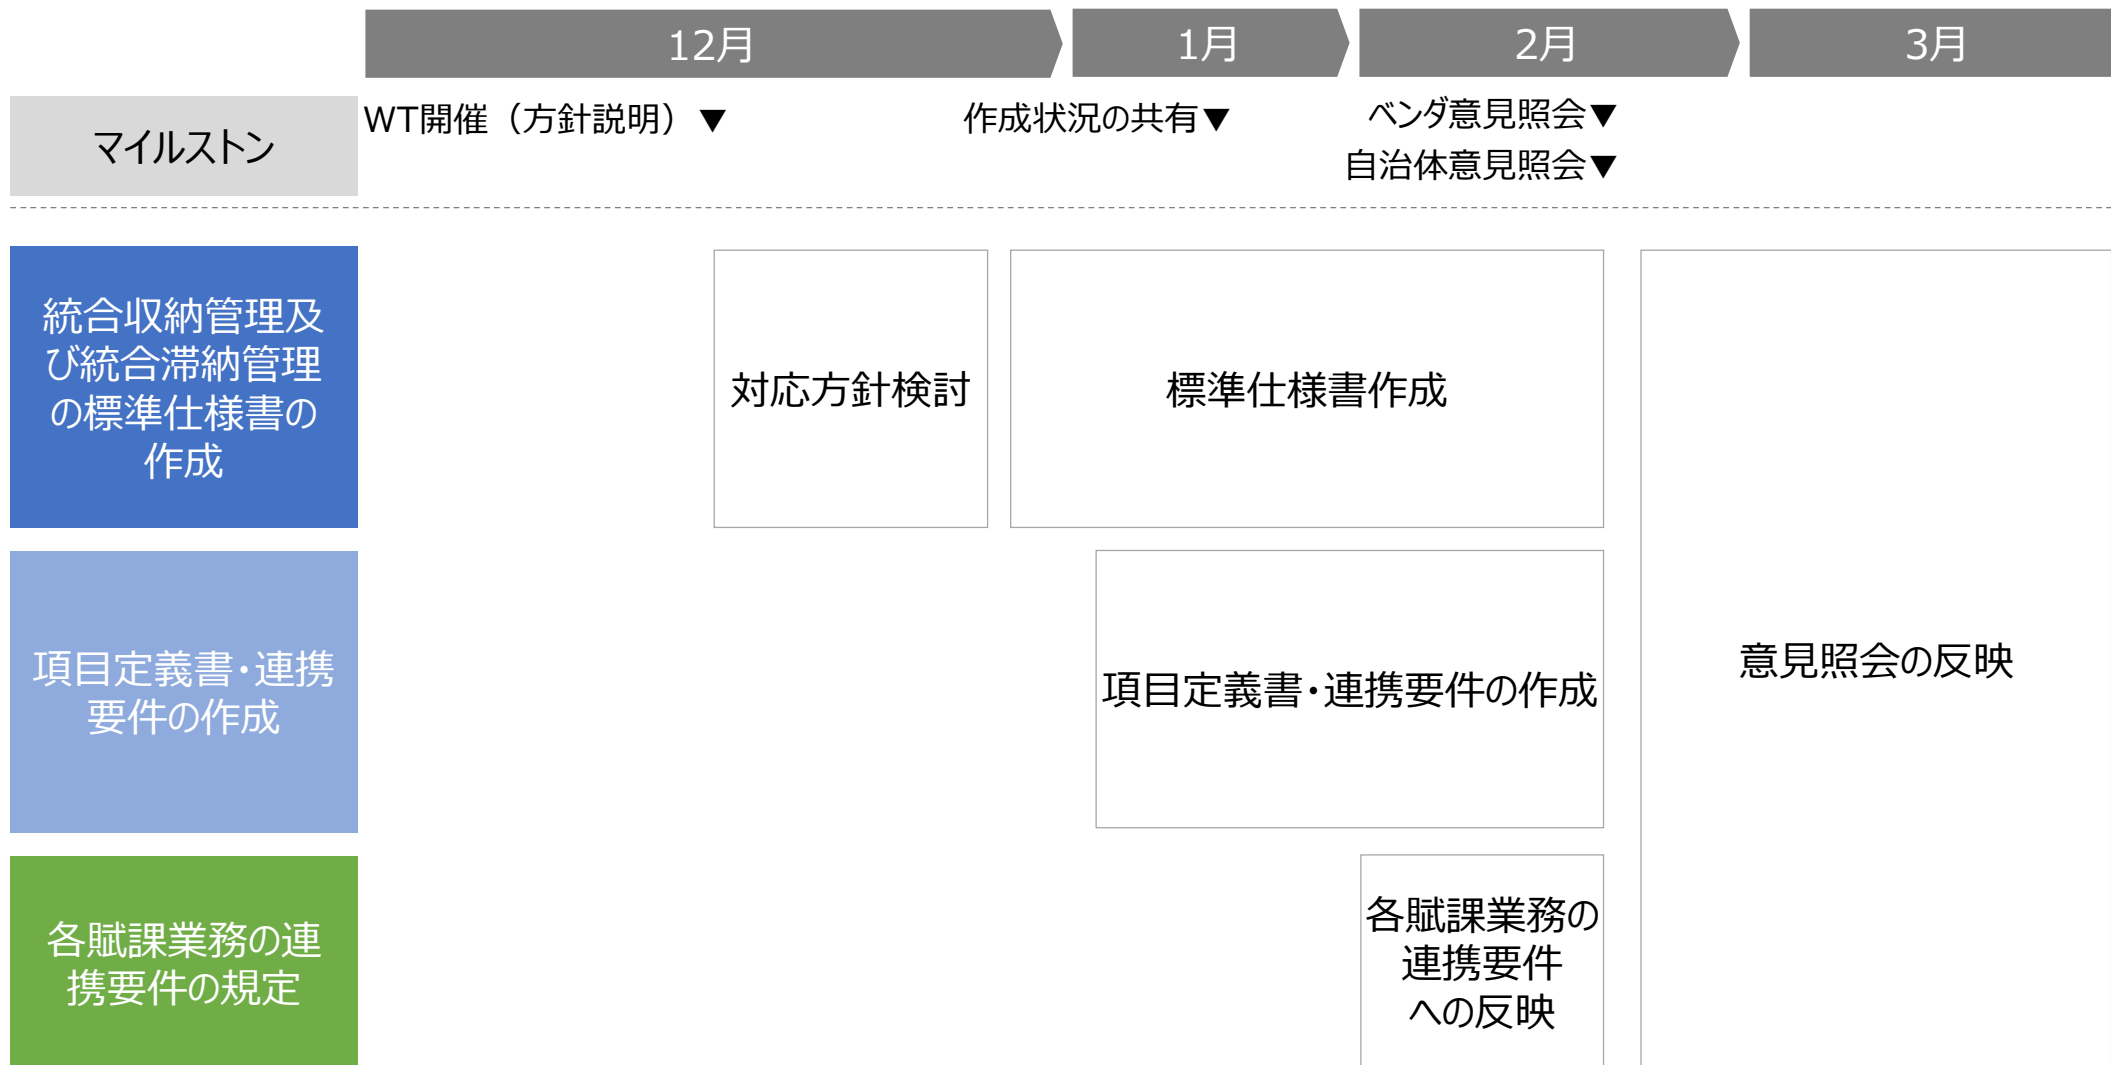 12月
1月
2月
3月
マイルストン
WT開催（方針説明）▼
作成状況の共有▼
ベンダ意見照会▼
自治体意見照会▼
統合収納管理及
び統合滞納管理
の標準仕様書の
作成
対応方針検討
標準仕様書作成
意見照会の反映
項目定義書・連携
要件の作成
項目定義書・連携要件の作成
各賦課業務の連
携要件の規定
各賦課業務の
連携要件
への反映